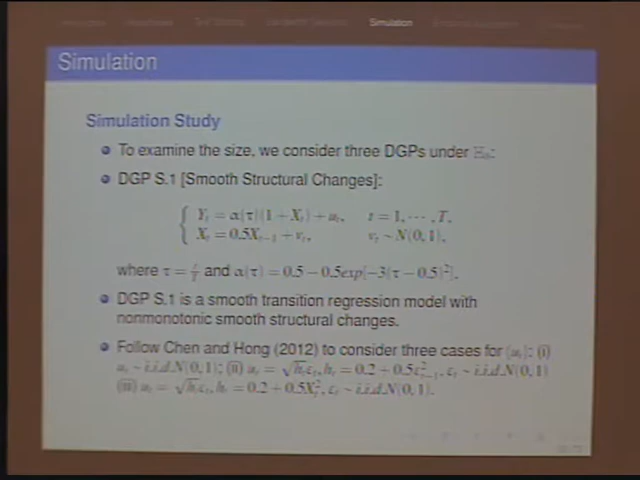 Simulation
Simulation
Simulation Study
To examine the size, we consider three DGPs under ℍ₀:
DGP S.1 [Smooth Structural Changes]:
Yₜ = α(τ)(1 + Xₜ) + uₜ, t = 1, ⋯, T,
Xₜ = 0.5Xₜ₋₁ + vₜ, vₜ ~ N(0, 1),
where τ = t/T and α(τ) = 0.5 − 0.5exp[−3(τ − 0.5)²].
DGP S.1 is a smooth transition regression model with
nonmonotonic smooth structural changes.
Follow Chen and Hong (2012) to consider three cases for {uₜ}: (i)
uₜ ~ i.i.d.N(0, 1); (ii) uₜ = √hₜεₜ, hₜ = 0.2 + 0.5ε²ₜ₋₁, εₜ ~ i.i.d.N(0, 1)
(iii) uₜ = √hₜεₜ, hₜ = 0.2 + 0.5Xₜ², εₜ ~ i.i.d.N(0, 1).